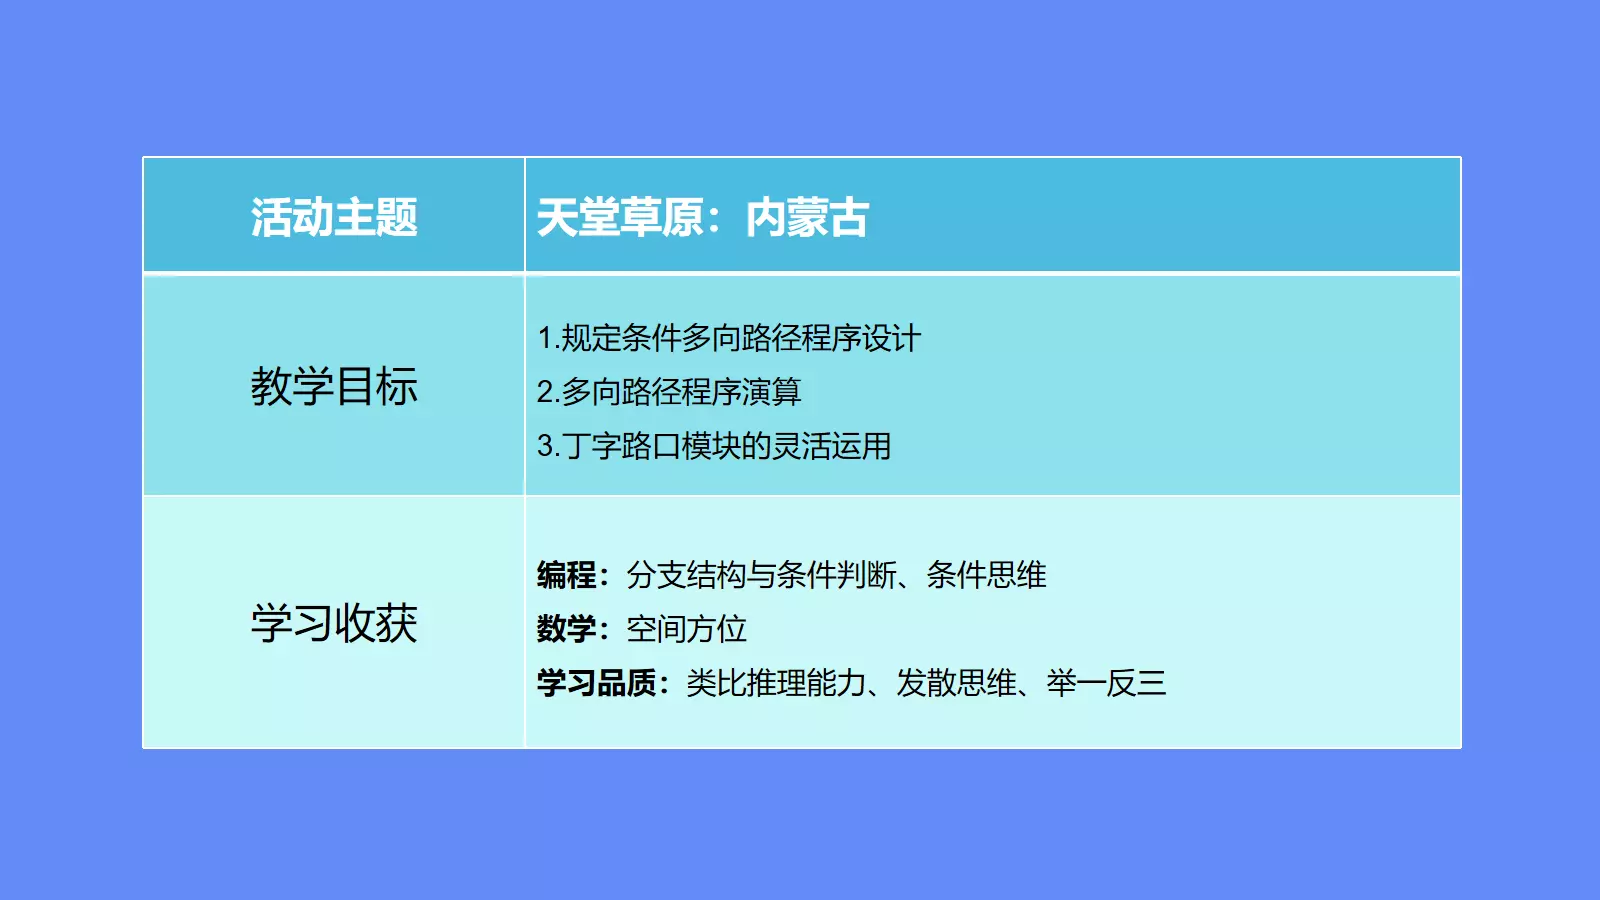 活动主题
天堂草原：内蒙古
教学目标
1.规定条件多向路径程序设计
2.多向路径程序演算
3.丁字路口模块的灵活运用
学习收获
编程：分支结构与条件判断、条件思维
数学：空间方位
学习品质：类比推理能力、发散思维、举一反三